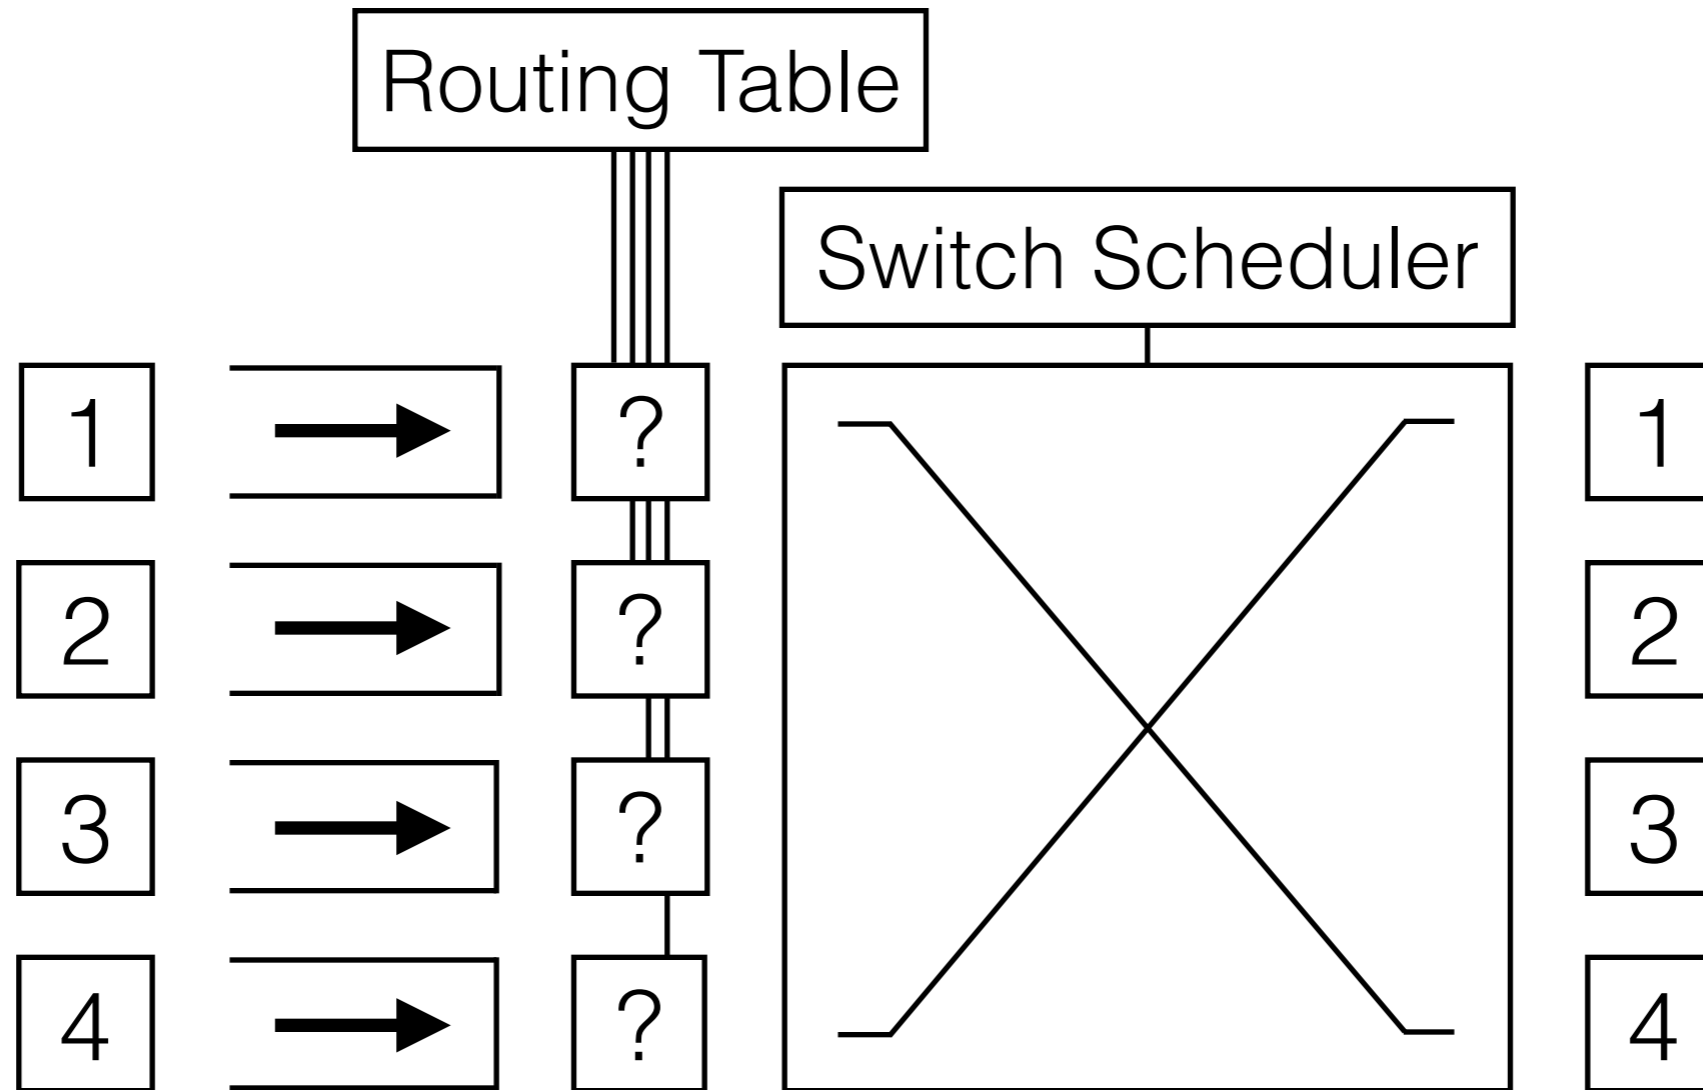 Routing Table
Switch Scheduler
1 ? 1
2 ? 2
3 ? 3
4 ? 4